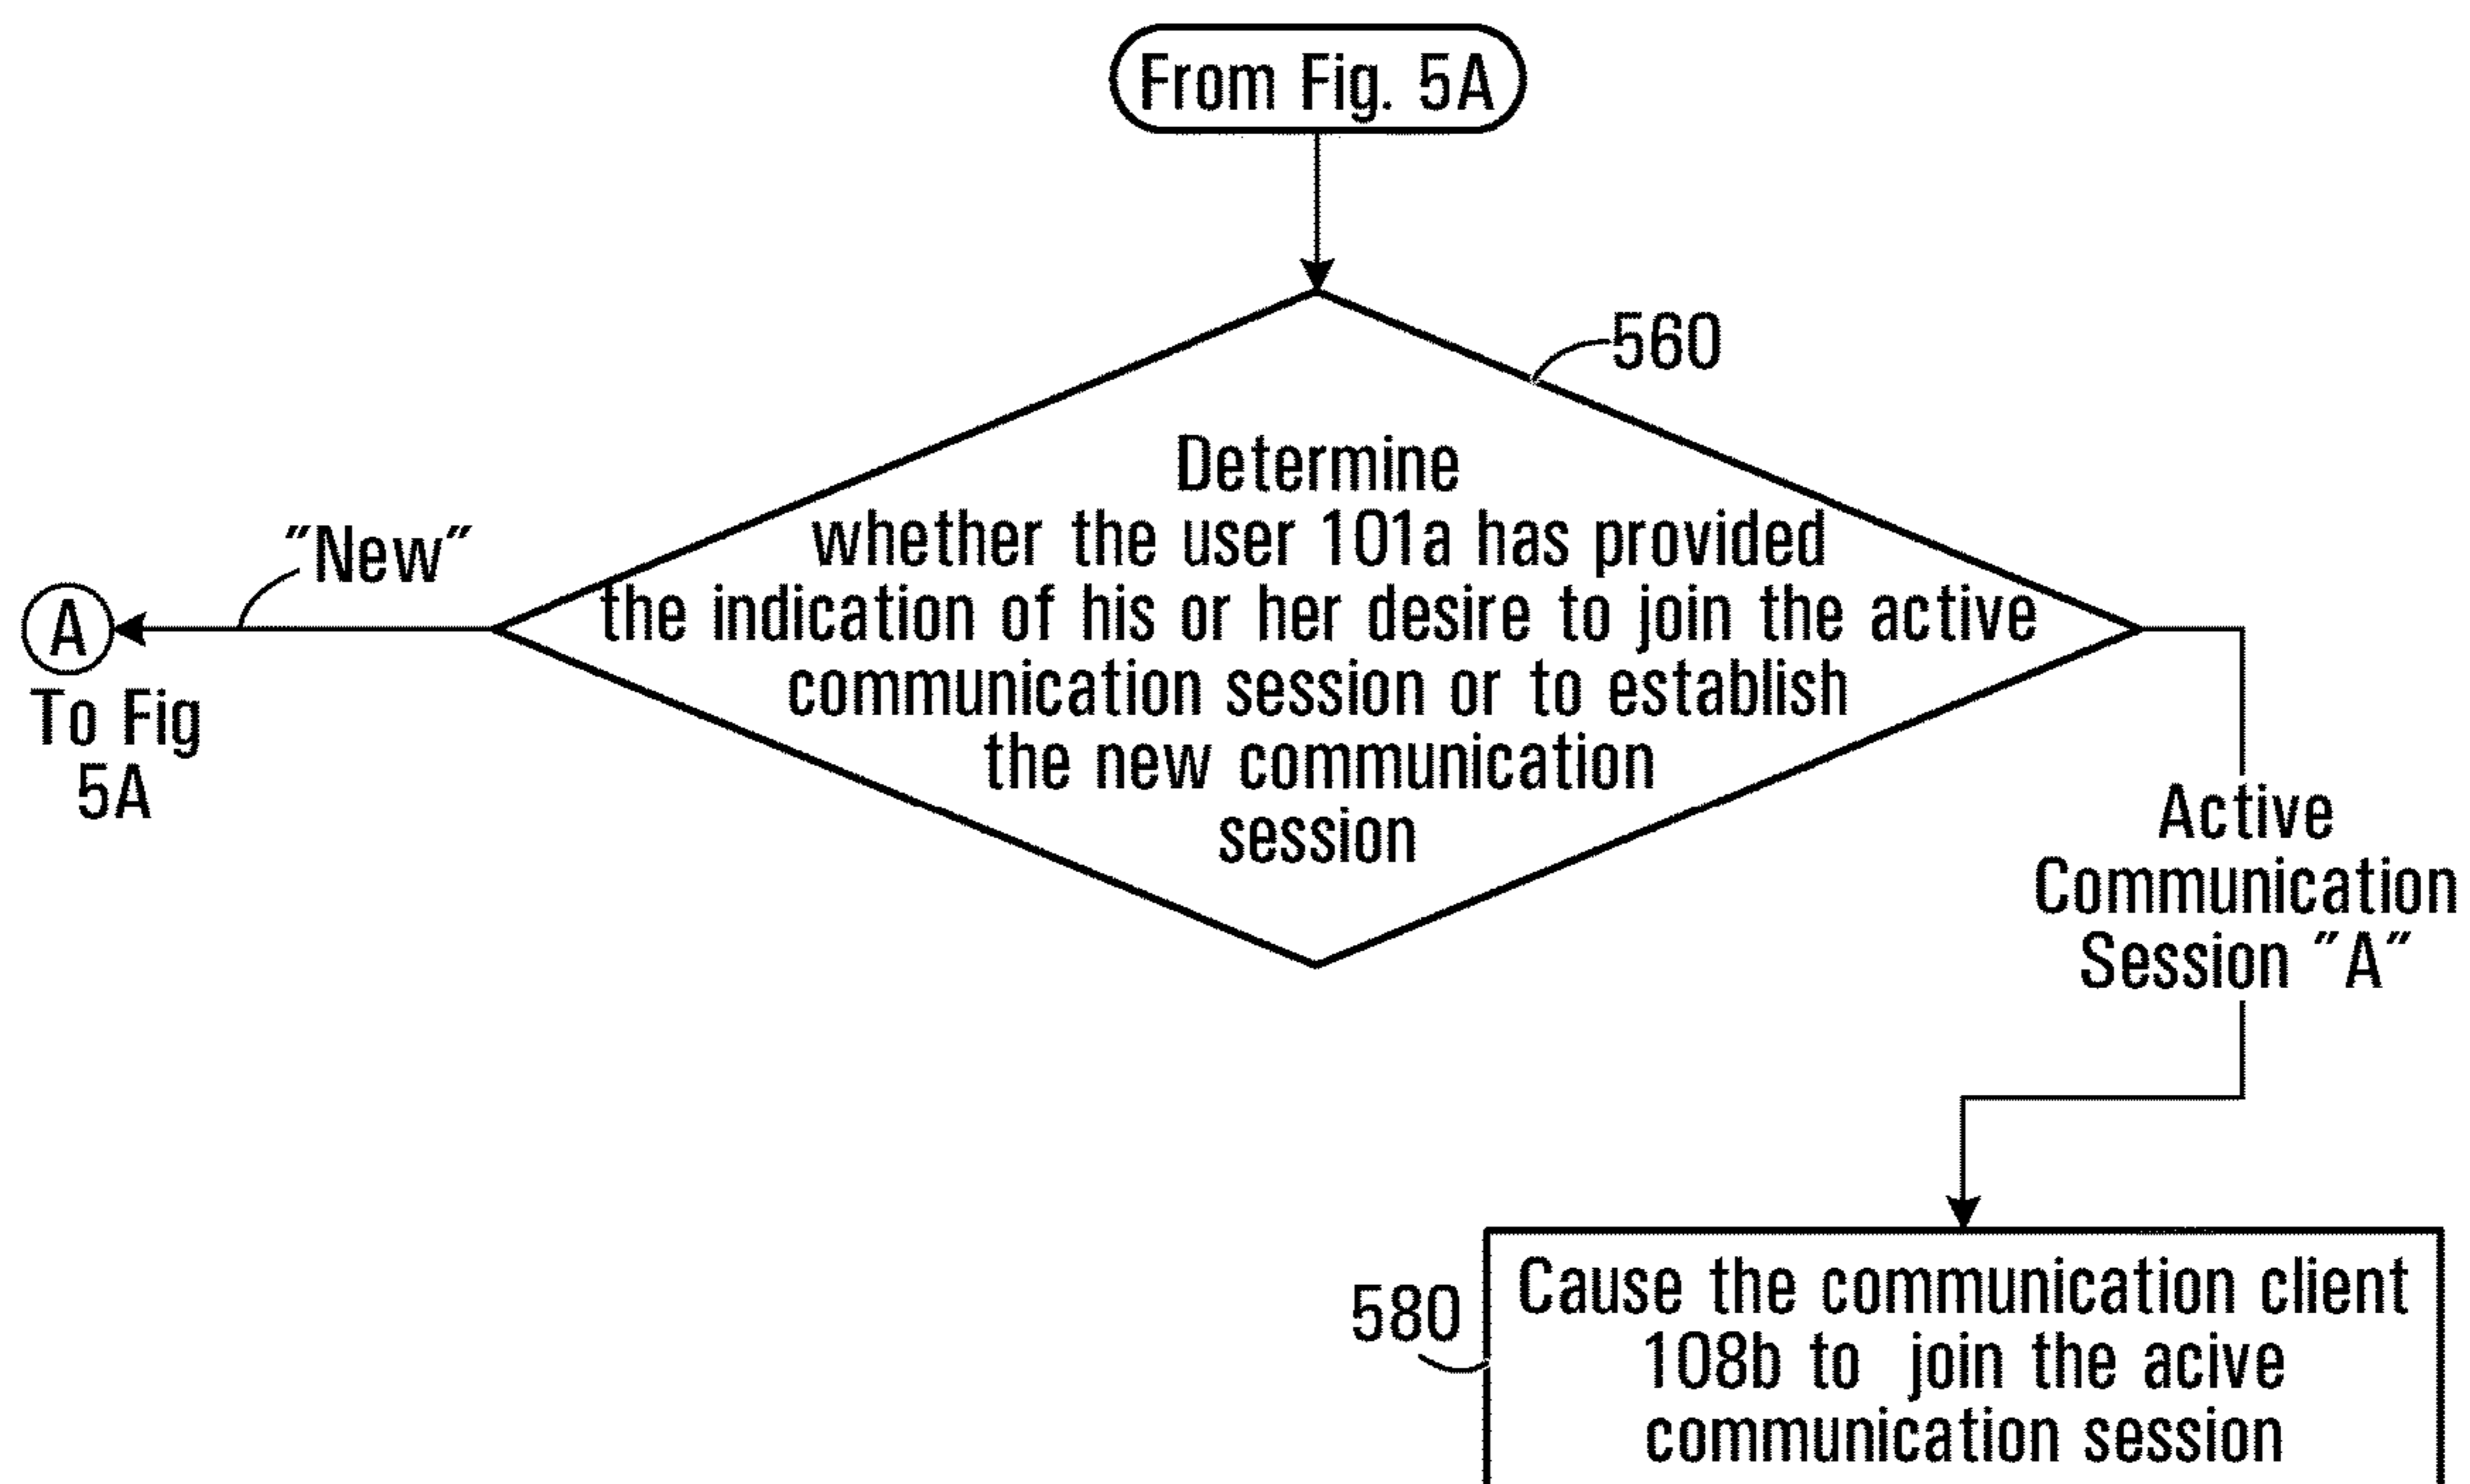 From Fig. 5A
560
Determine
whether the user 101a has provided
the indication of his or her desire to join the active
communication session or to establish
the new communication
session
"New"
A
To Fig
5A
Active
Communication
Session "A"
580
Cause the communication client
108b to join the acive
communication session